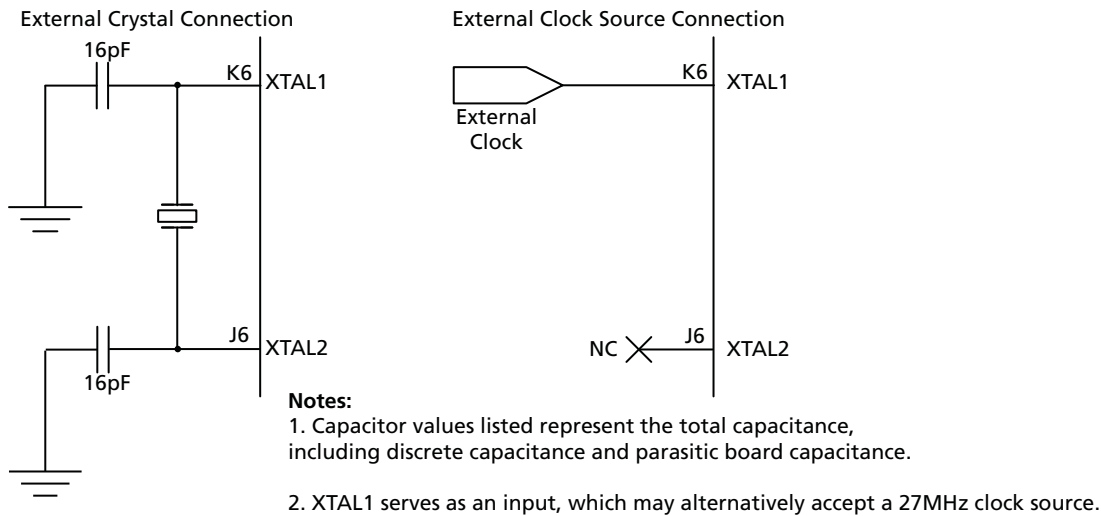 External Crystal Connection
16pF
K6
XTAL1
J6
XTAL2
16pF
External Clock Source Connection
K6
XTAL1
External
Clock
NC
J6
XTAL2
Notes:
1. Capacitor values listed represent the total capacitance,
including discrete capacitance and parasitic board capacitance.
2. XTAL1 serves as an input, which may alternatively accept a 27MHz clock source.